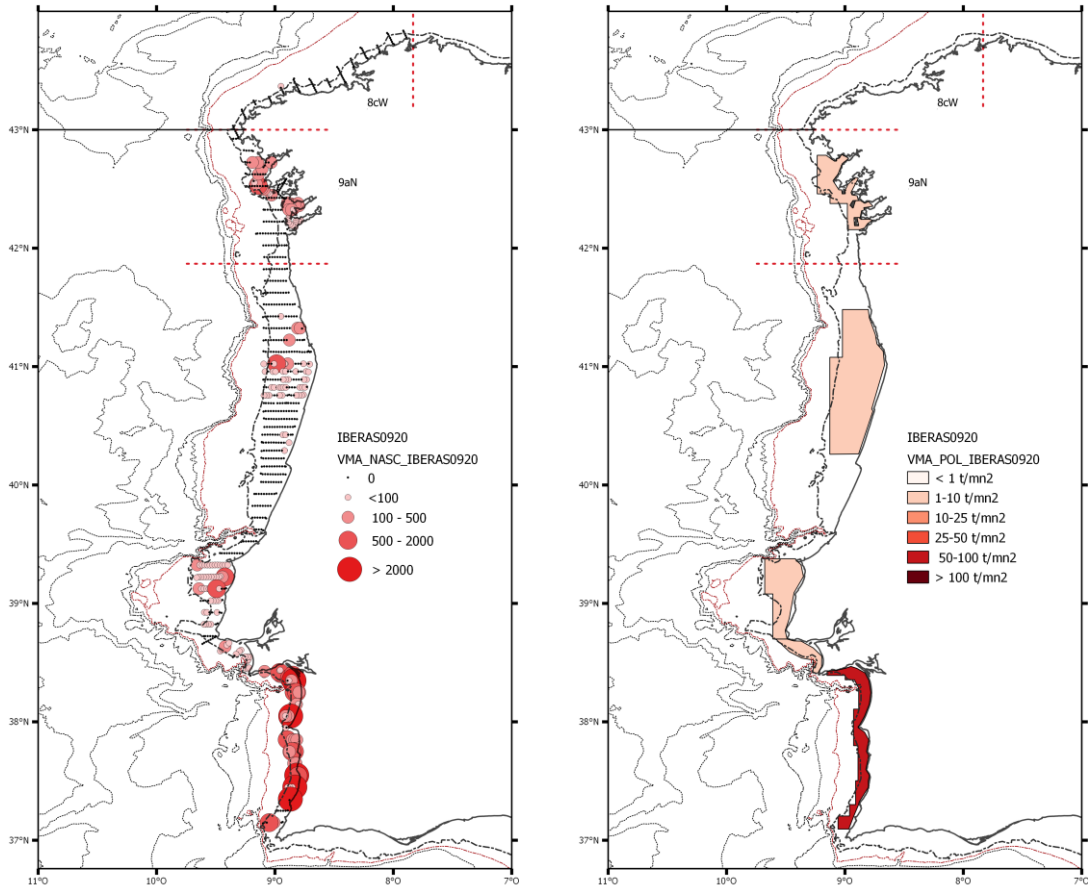 8cW
43°N
9aN
42°N
41°N
IBERAS0920
VMA_NASC_IBERAS0920
0
<100
100 - 500
500 - 2000
> 2000
40°N
39°N
38°N
37°N
11°O
10°O
9°O
8°O
7°O
8cW
43°N
9aN
42°N
41°N
IBERAS0920
VMA_POL_IBERAS0920
< 1 t/mn2
1-10 t/mn2
10-25 t/mn2
25-50 t/mn2
50-100 t/mn2
> 100 t/mn2
40°N
39°N
38°N
37°N
11°O
10°O
9°O
8°O
7°O